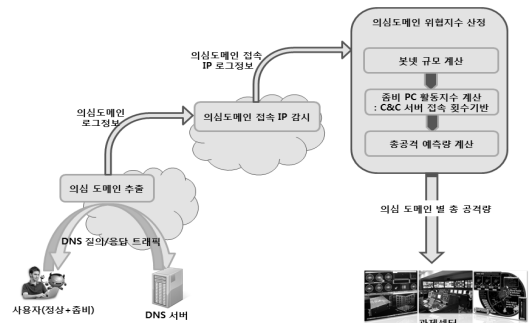 의심도메인 위협지수 산정
봇넷 규모 계산
좀비 PC 활동지수 계산
: C&C 서버 접속 횟수기반
총공격 예측량 계산
의심도메인 접속
IP 로그정보
의심도메인 접속 IP 감시
의심도메인
로그정보
의심 도메인 추출
DNS 질의/응답 트래픽
사용자(정상+좀비)
DNS 서버
의심 도메인 별 총 공격량
관제센터